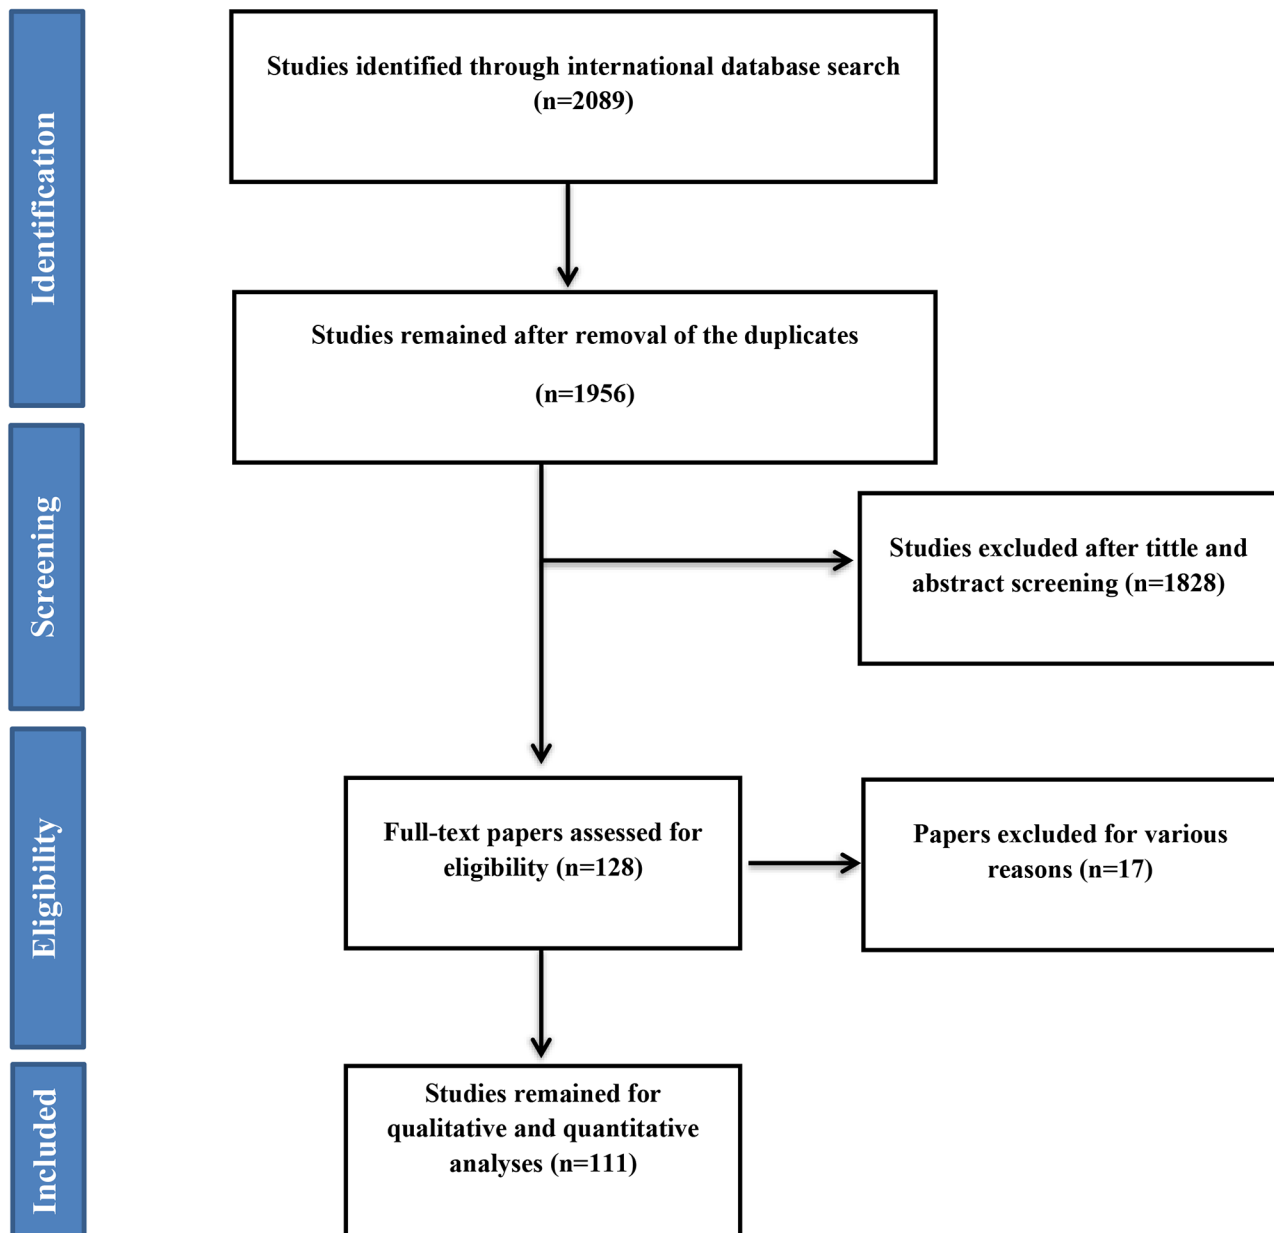 Identification
Studies identified through international database search
(n=2089)
Studies remained after removal of the duplicates
(n=1956)
Screening
Studies excluded after tittle and
abstract screening (n=1828)
Eligibility
Full-text papers assessed for
eligibility (n=128)
Papers excluded for various
reasons (n=17)
Included
Studies remained for
qualitative and quantitative
analyses (n=111)